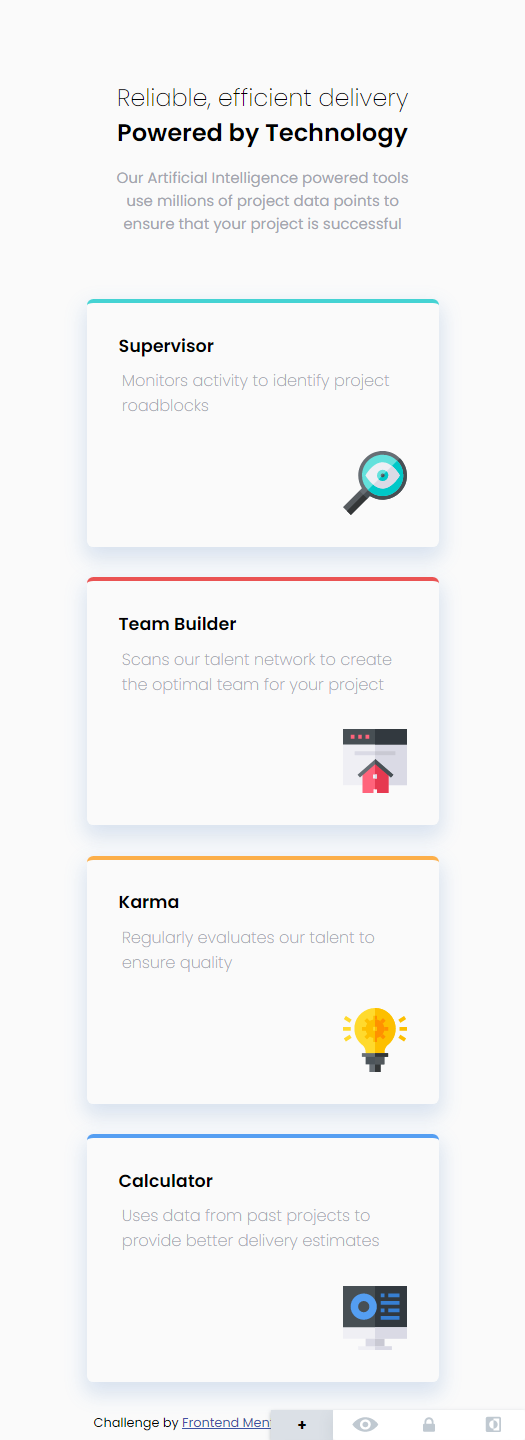 Reliable, efficient delivery
Powered by Technology
Our Artificial Intelligence powered tools
use millions of project data points to
ensure that your project is successful
Supervisor
Monitors activity to identify project
roadblocks
Team Builder
Scans our talent network to create
the optimal team for your project
Karma
Regularly evaluates our talent to
ensure quality
Calculator
Uses data from past projects to
provide better delivery estimates
Challenge by Frontend
+